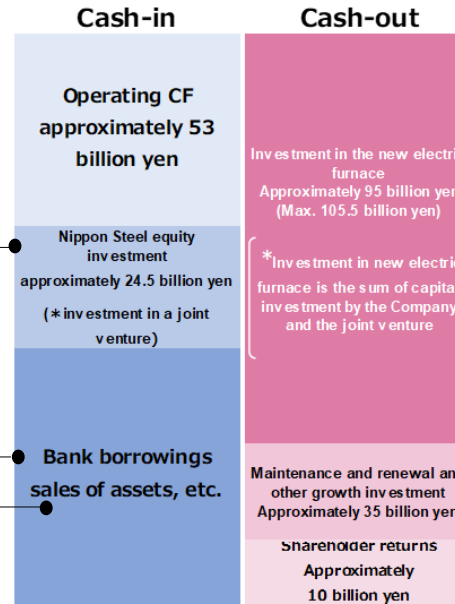 Cash-in
Cash-out
Operating CF
approximately 53
billion yen
Nippon Steel equity
investment
approximately 24.5 billion yen
(*investment in a joint
venture)
Bank borrowings
sales of assets, etc.
Investment in the new electri
furnace
Approximately 95 billion yen
(Max. 105.5 billion yen)
*Investment in new electric
furnace is the sum of capita
investment by the Company
and the joint venture
Maintenance and renewal an
other growth investment
Approximately 35 billion yen
Shareholder returns
Approximately
10 billion yen